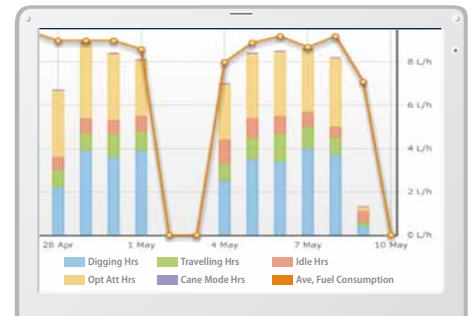 8 L/h
6 L/h
4 L/h
2 L/h
0 L/h
28 Apr 1 May 4 May 7 May 10 May
Digging Hrs Travelling Hrs Idle Hrs
Opt Att Hrs Cane Mode Hrs Ave, Fuel Consumption